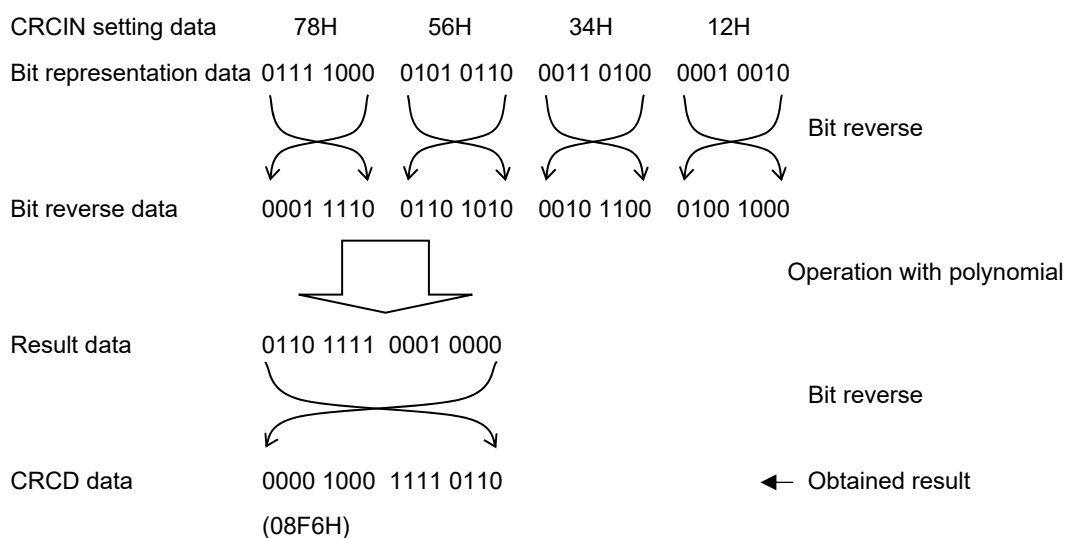 CRCIN setting data 78H 56H 34H 12H
Bit representation data 0111 1000 0101 0110 0011 0100 0001 0010
Bit reverse
Bit reverse data 0001 1110 0110 1010 0010 1100 0100 1000
Operation with polynomial
Result data 0110 1111 0001 0000
Bit reverse
CRCD data 0000 1000 1111 0110 Obtained result
(08F6H)